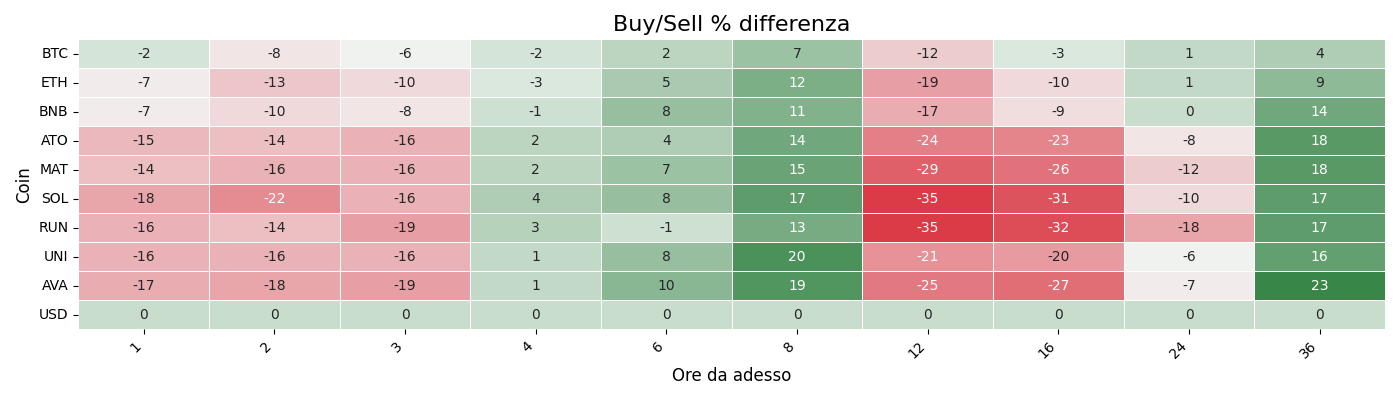 Buy/Sell % differenza
BTC -2 -8 -6 -2 2 7 -12 -3 1 4
ETH -7 -13 -10 -3 5 12 -19 -10 1 9
BNB -7 -10 -8 -1 8 11 -17 -9 0 14
ATO -15 -14 -16 2 4 14 -24 -23 -8 18
MAT -14 -16 -16 2 7 15 -29 -26 -12 18
SOL -18 -22 -16 4 8 17 -35 -31 -10 17
RUN -16 -14 -19 3 -1 13 -35 -32 -18 17
UNI -16 -16 -16 1 8 20 -21 -20 -6 16
AVA -17 -18 -19 1 10 19 -25 -27 -7 23
USD 0 0 0 0 0 0 0 0 0 0
Coin
1 2 3 4 6 8 12 16 24 36
Ore da adesso